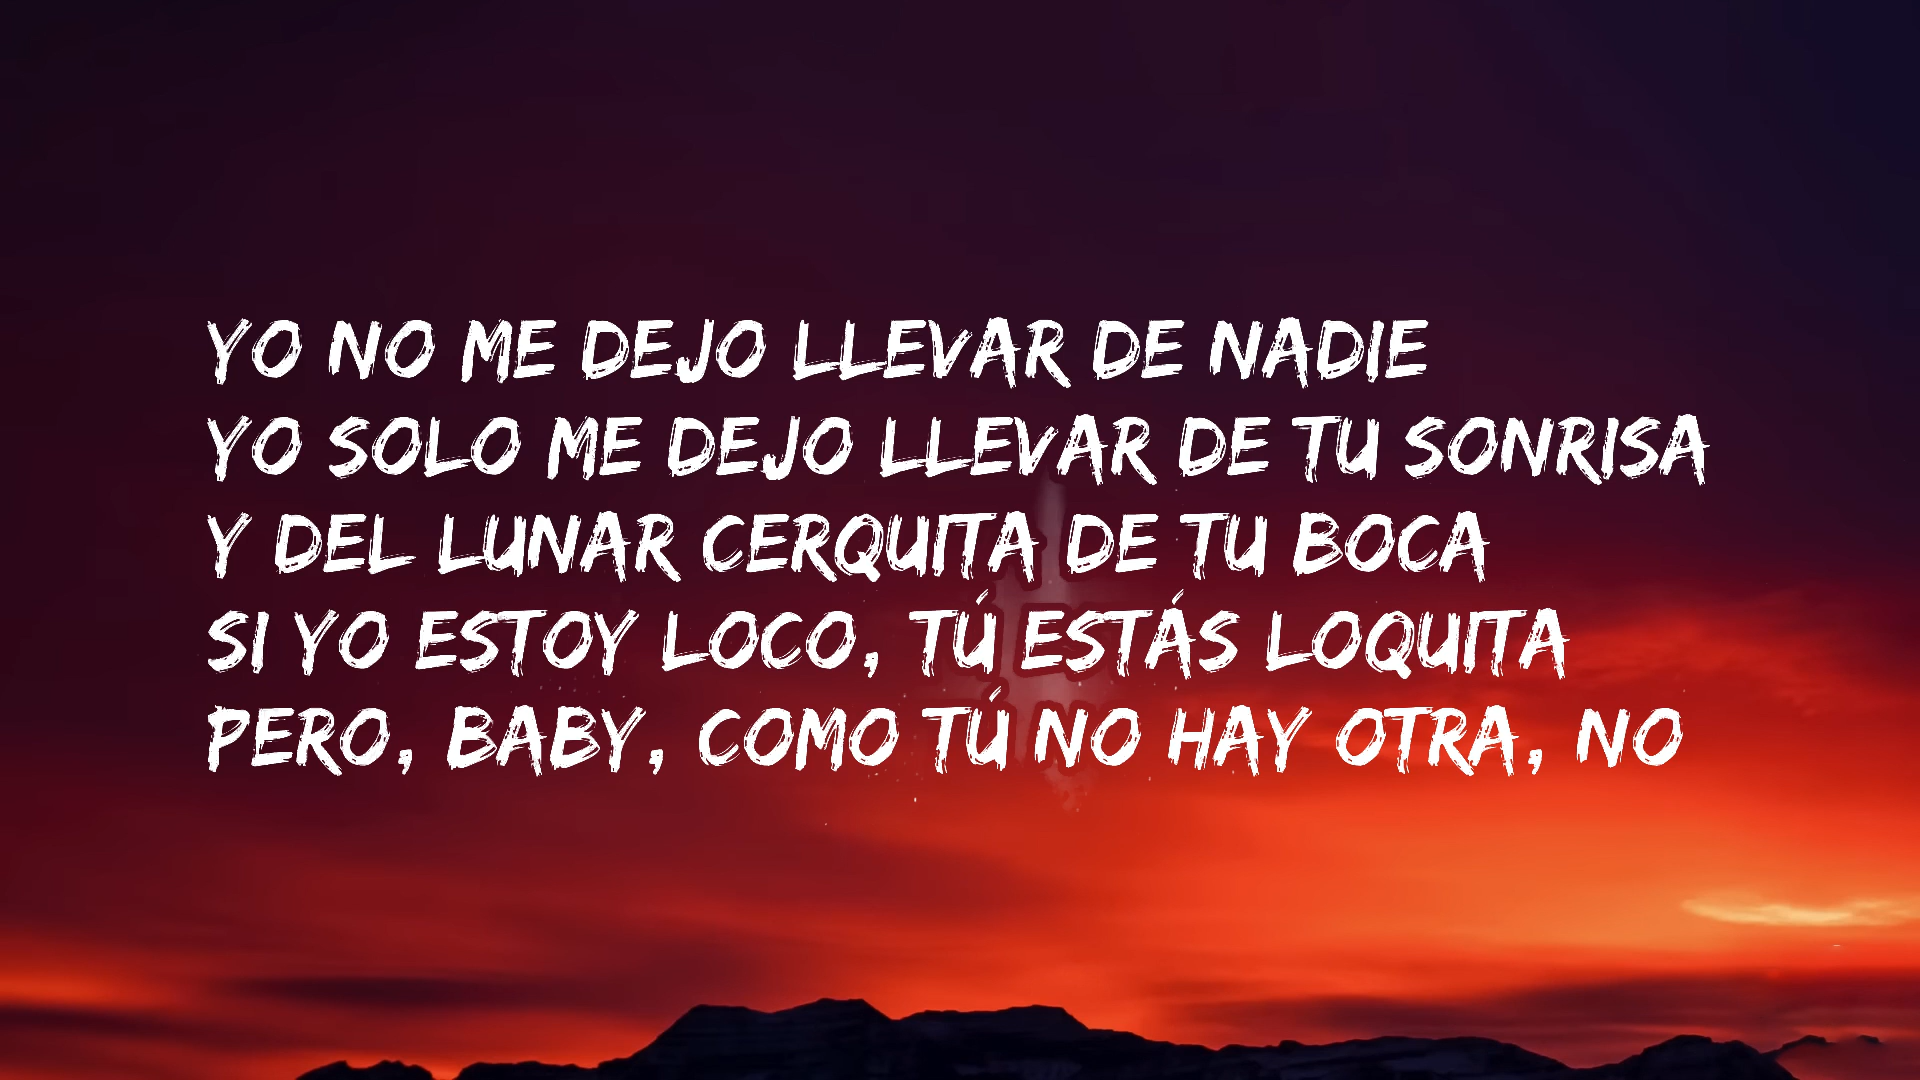 YO NO ME DEJO LLEVAR DE NADIE
YO SOLO ME DEJO LLEVAR DE TU SONRISA
Y DEL LUNAR CERQUITA DE TU BOCA
SI YO ESTOY LOCO, TÚ ESTÁS LOQUITA
PERO, BABY, COMO TÚ NO HAY OTRA, NO